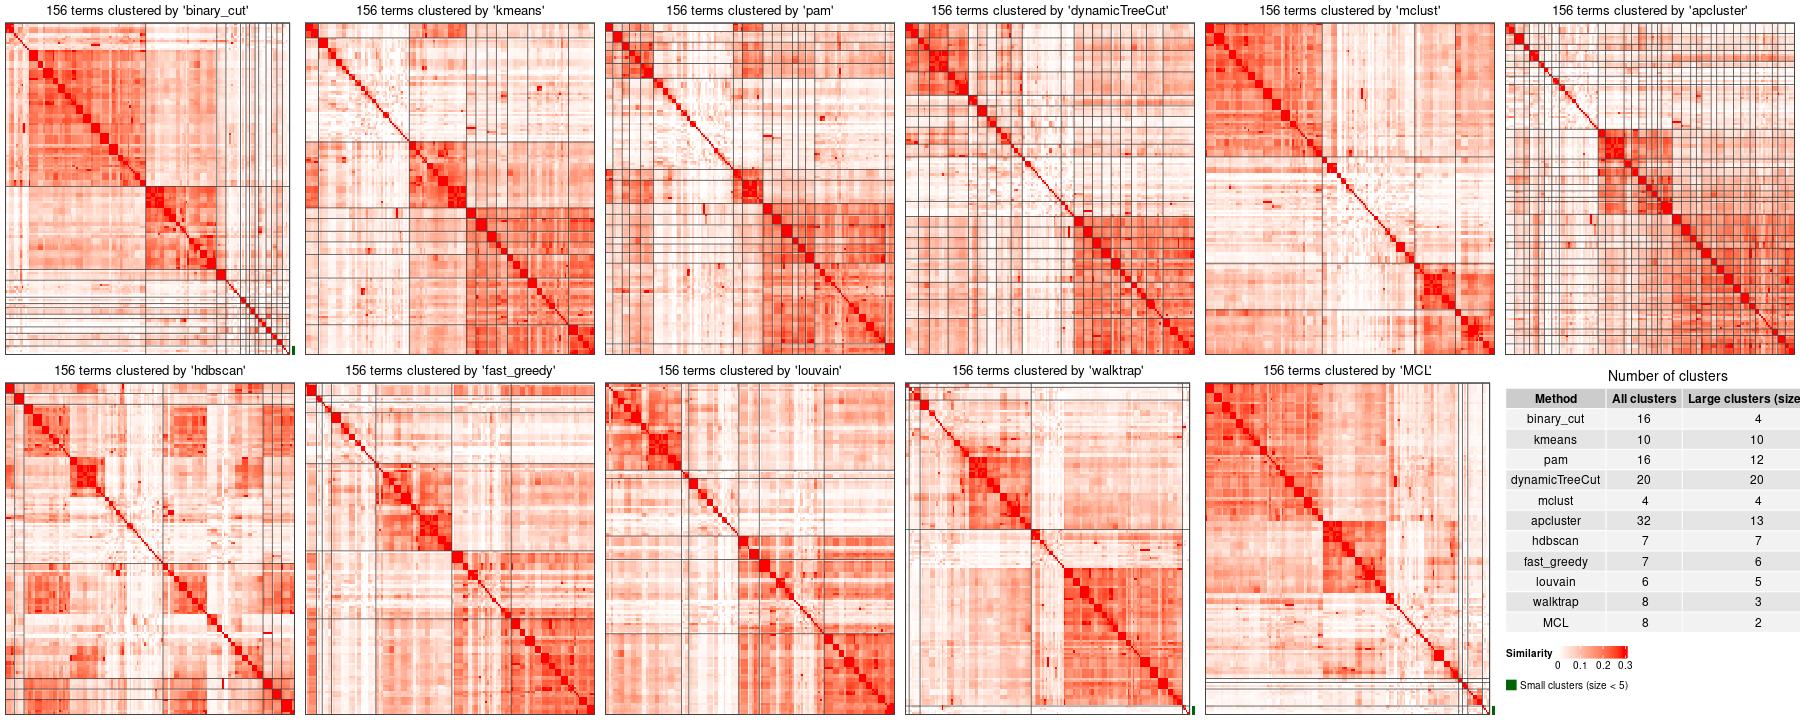 156 terms clustered by 'binary_cut'
156 terms clustered by 'kmeans'
156 terms clustered by 'pam'
156 terms clustered by 'dynamicTreeCut'
156 terms clustered by 'mclust'
156 terms clustered by 'apcluster'
156 terms clustered by 'hdbscan'
156 terms clustered by 'fast_greedy'
156 terms clustered by 'louvain'
156 terms clustered by 'walktrap'
156 terms clustered by 'MCL'
Number of clusters
Method All clusters Large clusters (size
binary_cut 16 4
kmeans 10 10
pam 16 12
dynamicTreeCut 20 20
mclust 4 4
apcluster 32 13
hdbscan 7 7
fast_greedy 7 6
louvain 6 5
walktrap 8 3
MCL 8 2
Similarity
0 0.1 0.2 0.3
Small clusters (size < 5)